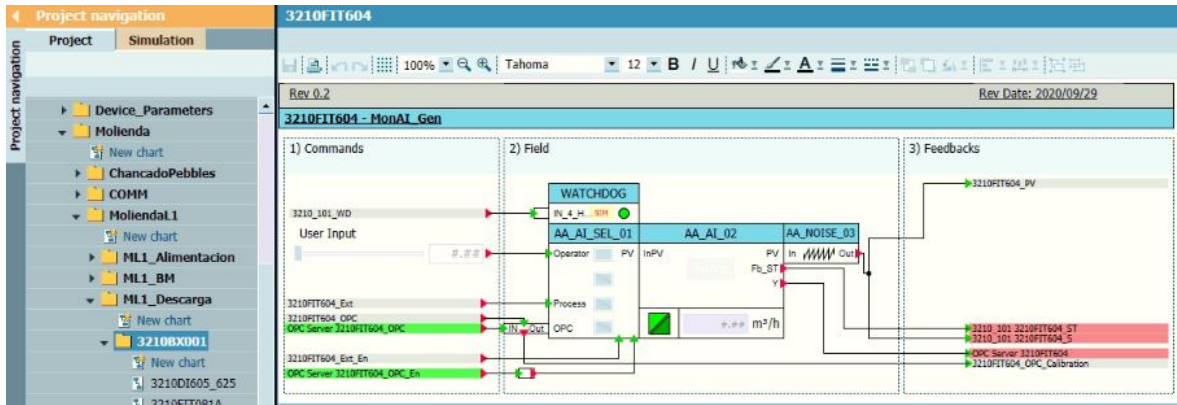 Project navigation
3210FIT604
Project navigation
Project
Simulation
100%
Tahoma
12
B I U
A
Rev 0.2
Rev Date: 2020/09/29
3210FIT604 - MonAI_Gen
Device_Parameters
Molienda
New chart
ChancadoPebbles
COMM
MoliendaL1
New chart
ML1_Alimentacion
ML1_BM
ML1_Descarga
New chart
3210BX001
New chart
3210DI605_625
3210FIT081A
1) Commands
2) Field
3) Feedbacks
3210_101_WD
User Input
#.##
3210FIT604_Ext
3210FIT604_OPC
OPC Server 3210FIT604_OPC
3210FIT604_Ext_En
OPC Server 3210FIT604_OPC_En
WATCHDOG
IN_4_H... SIM
AA_AI_SEL_01
AA_AI_02
AA_NOISE_03
Operator
PV
InPV
PV
In
Out
Fb_ST
Y
Process
IN
Out
OPC
#.## m³/h
3210FIT604_PV
3210_101 3210FIT604_ST
3210_101 3210FIT604_S
OPC Server 3210FIT604
3210FIT604_OPC_Calibration